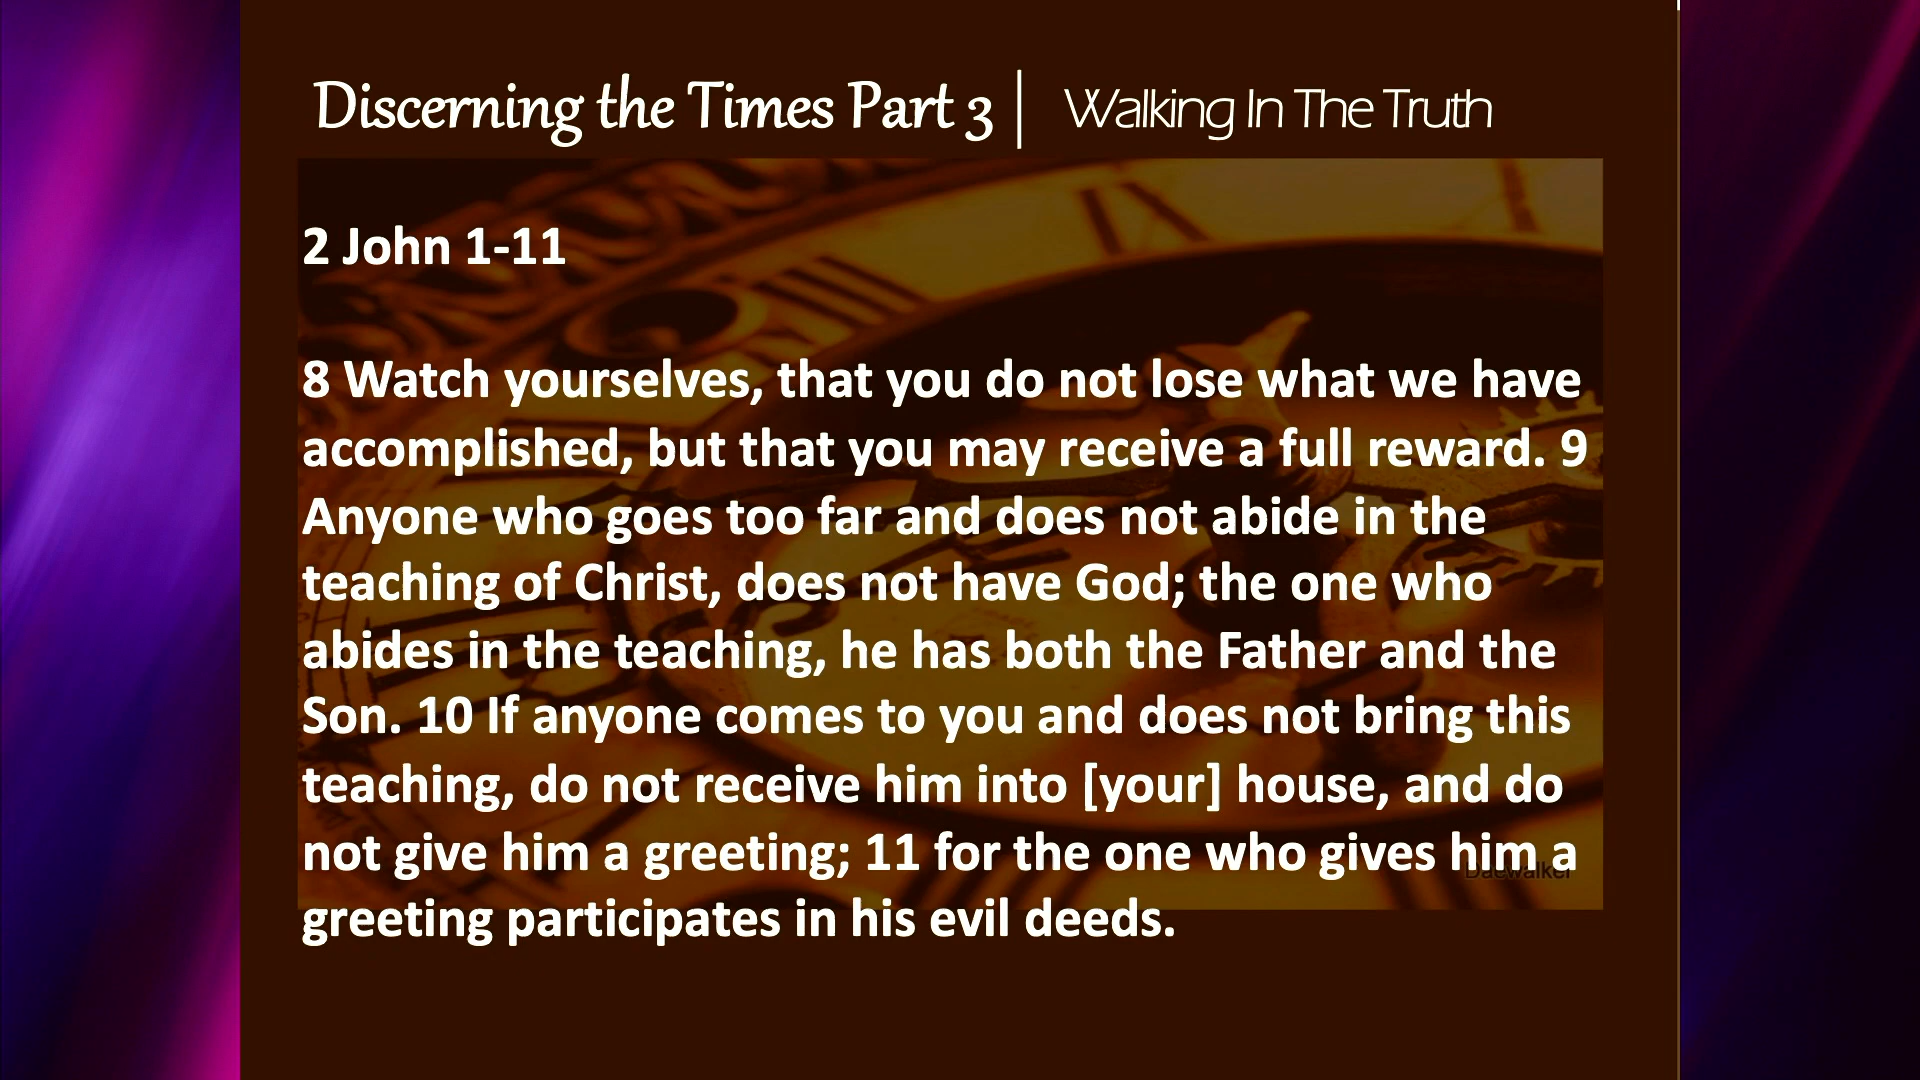 Discerning the Times Part 3 | Walking In The Truth
2 John 1-11
8 Watch yourselves, that you do not lose what we have
accomplished, but that you may receive a full reward. 9
Anyone who goes too far and does not abide in the
teaching of Christ, does not have God; the one who
abides in the teaching, he has both the Father and the
Son. 10 If anyone comes to you and does not bring this
teaching, do not receive him into [your] house, and do
not give him a greeting; 11 for the one who gives him a
Daewalker
greeting participates in his evil deeds.